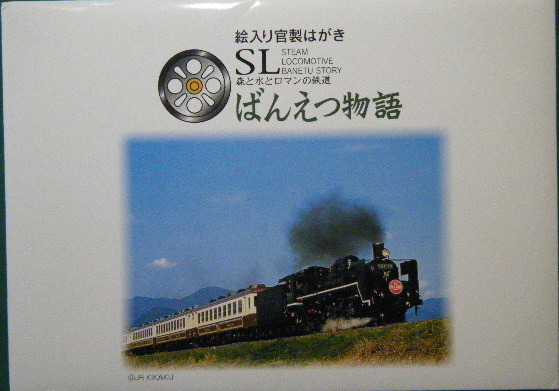 絵入り官製はがき
SL
STEAM
LOCOMOTIVE
BANETU STORY
森と水とロマンの鉄道
ばんえつ物語
©JR KIKAKU